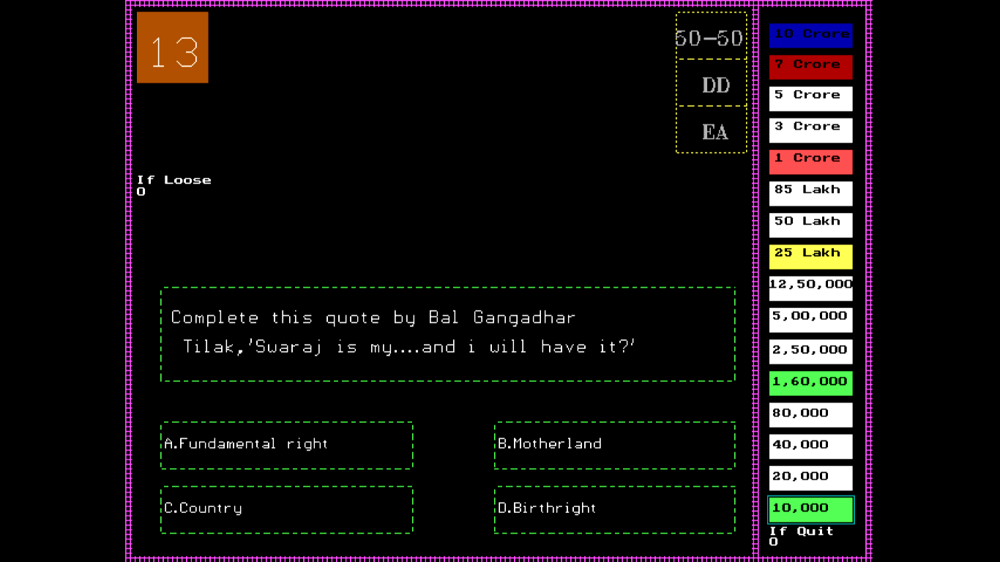 13
50-50
DD
EA
If Loose
0
Complete this quote by Bal Gangadhar
Tilak,'Swaraj is my....and i will have it?'
A.Fundamental right
B.Motherland
C.Country
D.Birthright
10 Crore
7 Crore
5 Crore
3 Crore
1 Crore
85 Lakh
50 Lakh
25 Lakh
12,50,000
5,00,000
2,50,000
1,60,000
80,000
40,000
20,000
10,000
If Quit
0